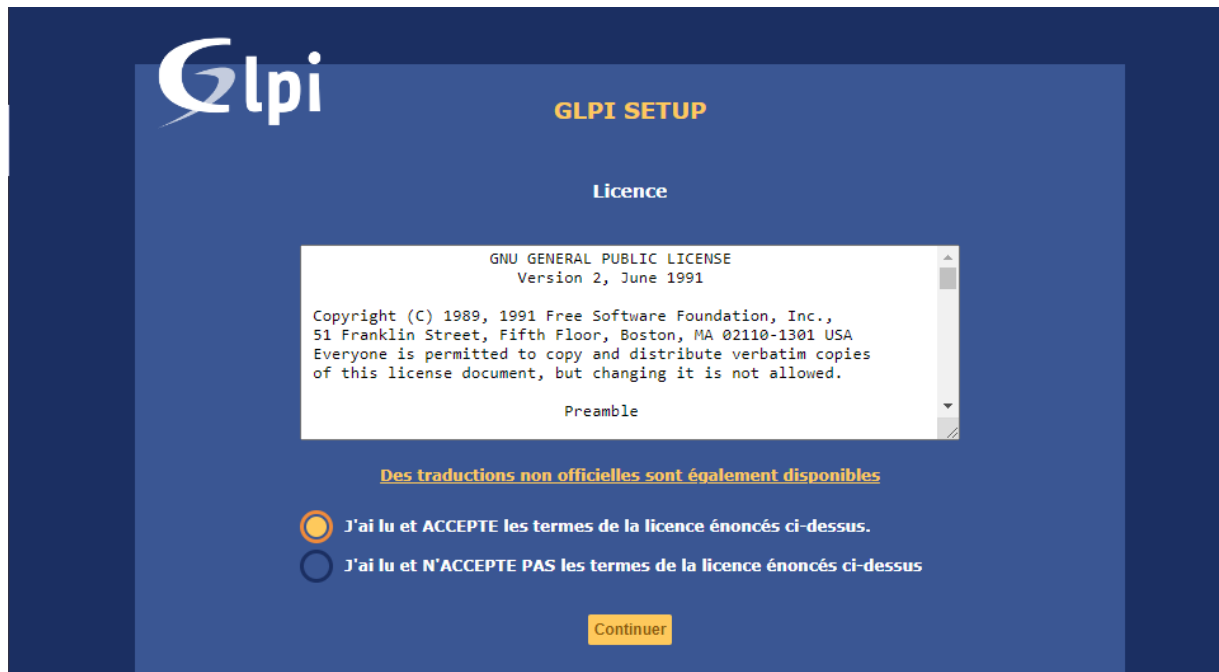 Glpi
GLPI SETUP
Licence
GNU GENERAL PUBLIC LICENSE
Version 2, June 1991
Copyright (C) 1989, 1991 Free Software Foundation, Inc.,
51 Franklin Street, Fifth Floor, Boston, MA 02110-1301 USA
Everyone is permitted to copy and distribute verbatim copies
of this license document, but changing it is not allowed.
Preamble
Des traductions non officielles sont également disponibles
J'ai lu et ACCEPTE les termes de la licence énoncés ci-dessus.
J'ai lu et N'ACCEPTE PAS les termes de la licence énoncés ci-dessus
Continuer